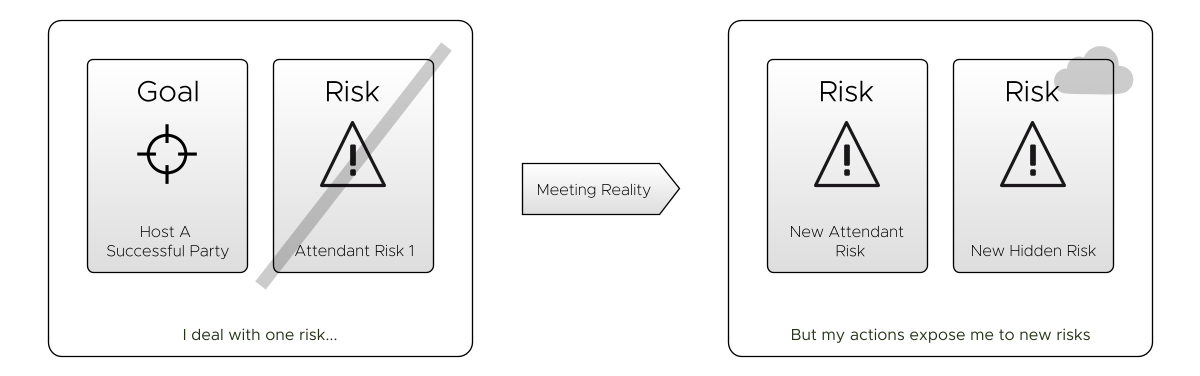 Goal
Host A
Successful Party
Risk
Attendant Risk 1
I deal with one risk...
Meeting Reality
Risk
New Attendant
Risk
Risk
New Hidden Risk
But my actions expose me to new risks